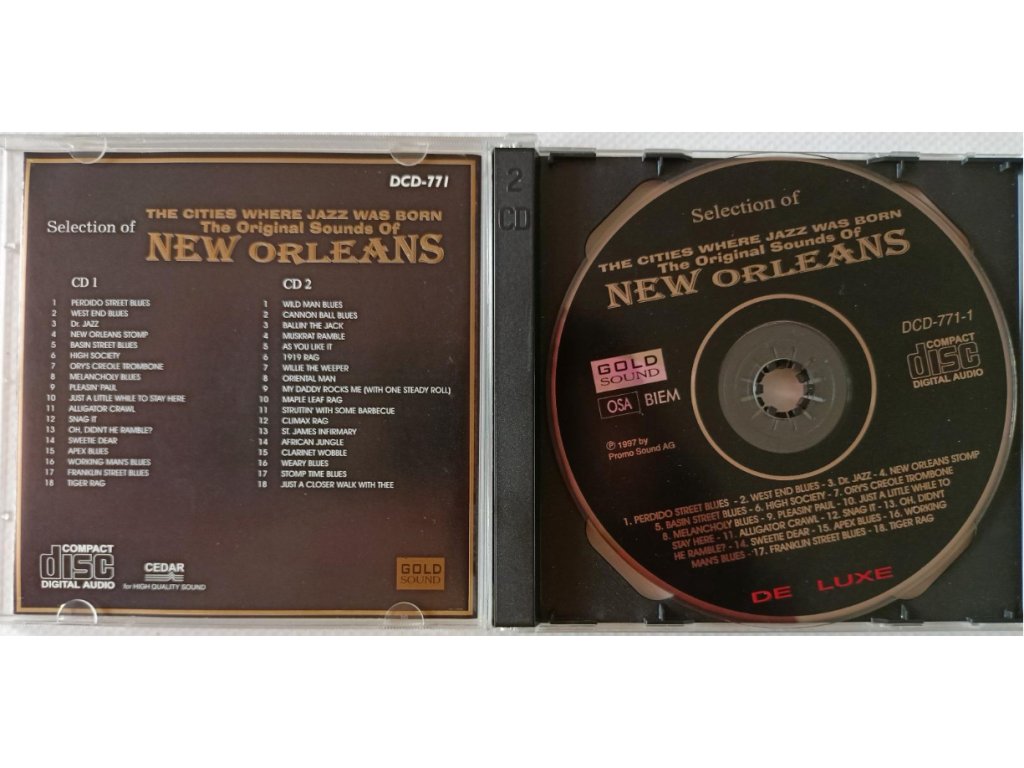 DCD-771
Selection of
THE CITIES WHERE JAZZ WAS BORN
The Original Sounds Of
NEW ORLEANS
CD 1
1 PERDIDO STREET BLUES
2 WEST END BLUES
3 Dr. JAZZ
4 NEW ORLEANS STOMP
5 BASIN STREET BLUES
6 HIGH SOCIETY
7 ORY'S CREOLE TROMBONE
8 MELANCHOLY BLUES
9 PLEASIN' PAUL
10 JUST A LITTLE WHILE TO STAY HERE
11 ALLIGATOR CRAWL
12 SNAG IT
13 OH, DIDN'T HE RAMBLE?
14 SWEETIE DEAR
15 APEX BLUES
16 WORKING MAN'S BLUES
17 FRANKLIN STREET BLUES
18 TIGER RAG
CD 2
1 WILD MAN BLUES
2 CANNON BALL BLUES
3 BALLIN' THE JACK
4 MUSKRAT RAMBLE
5 AS YOU LIKE IT
6 1919 RAG
7 WILLIE THE WEEPER
8 ORIENTAL MAN
9 MY DADDY ROCKS ME (WITH ONE STEADY ROLL)
10 MAPLE LEAF RAG
11 STRUTTIN' WITH SOME BARBECUE
12 CLIMAX RAG
13 ST. JAMES INFIRMARY
14 AFRICAN JUNGLE
15 CLARINET WOBBLE
16 WEARY BLUES
17 STOMP TIME BLUES
18 JUST A CLOSER WALK WITH THEE
COMPACT
disc
DIGITAL AUDIO
CEDAR
for HIGH QUALITY SOUND
GOLD
SOUND
2
CD
Selection of
THE CITIES WHERE JAZZ WAS BORN
The Original Sounds Of
NEW ORLEANS
DCD-771-1
COMPACT
disc
DIGITAL AUDIO
GOLD
SOUND
OSA BIEM
℗ 1997 by
Promo Sound AG
1. PERDIDO STREET BLUES - 2. WEST END BLUES - 3. Dr. JAZZ - 4. NEW ORLEANS STOMP
5. BASIN STREET BLUES - 6. HIGH SOCIETY - 7. ORY'S CREOLE TROMBONE
8. MELANCHOLY BLUES - 9. PLEASIN' PAUL - 10. JUST A LITTLE WHILE TO
STAY HERE - 11. ALLIGATOR CRAWL - 12. SNAG IT - 13. OH, DIDN'T
HE RAMBLE? - 14. SWEETIE DEAR - 15. APEX BLUES - 16. WORKING
MAN'S BLUES - 17. FRANKLIN STREET BLUES - 18. TIGER RAG
DE LUXE